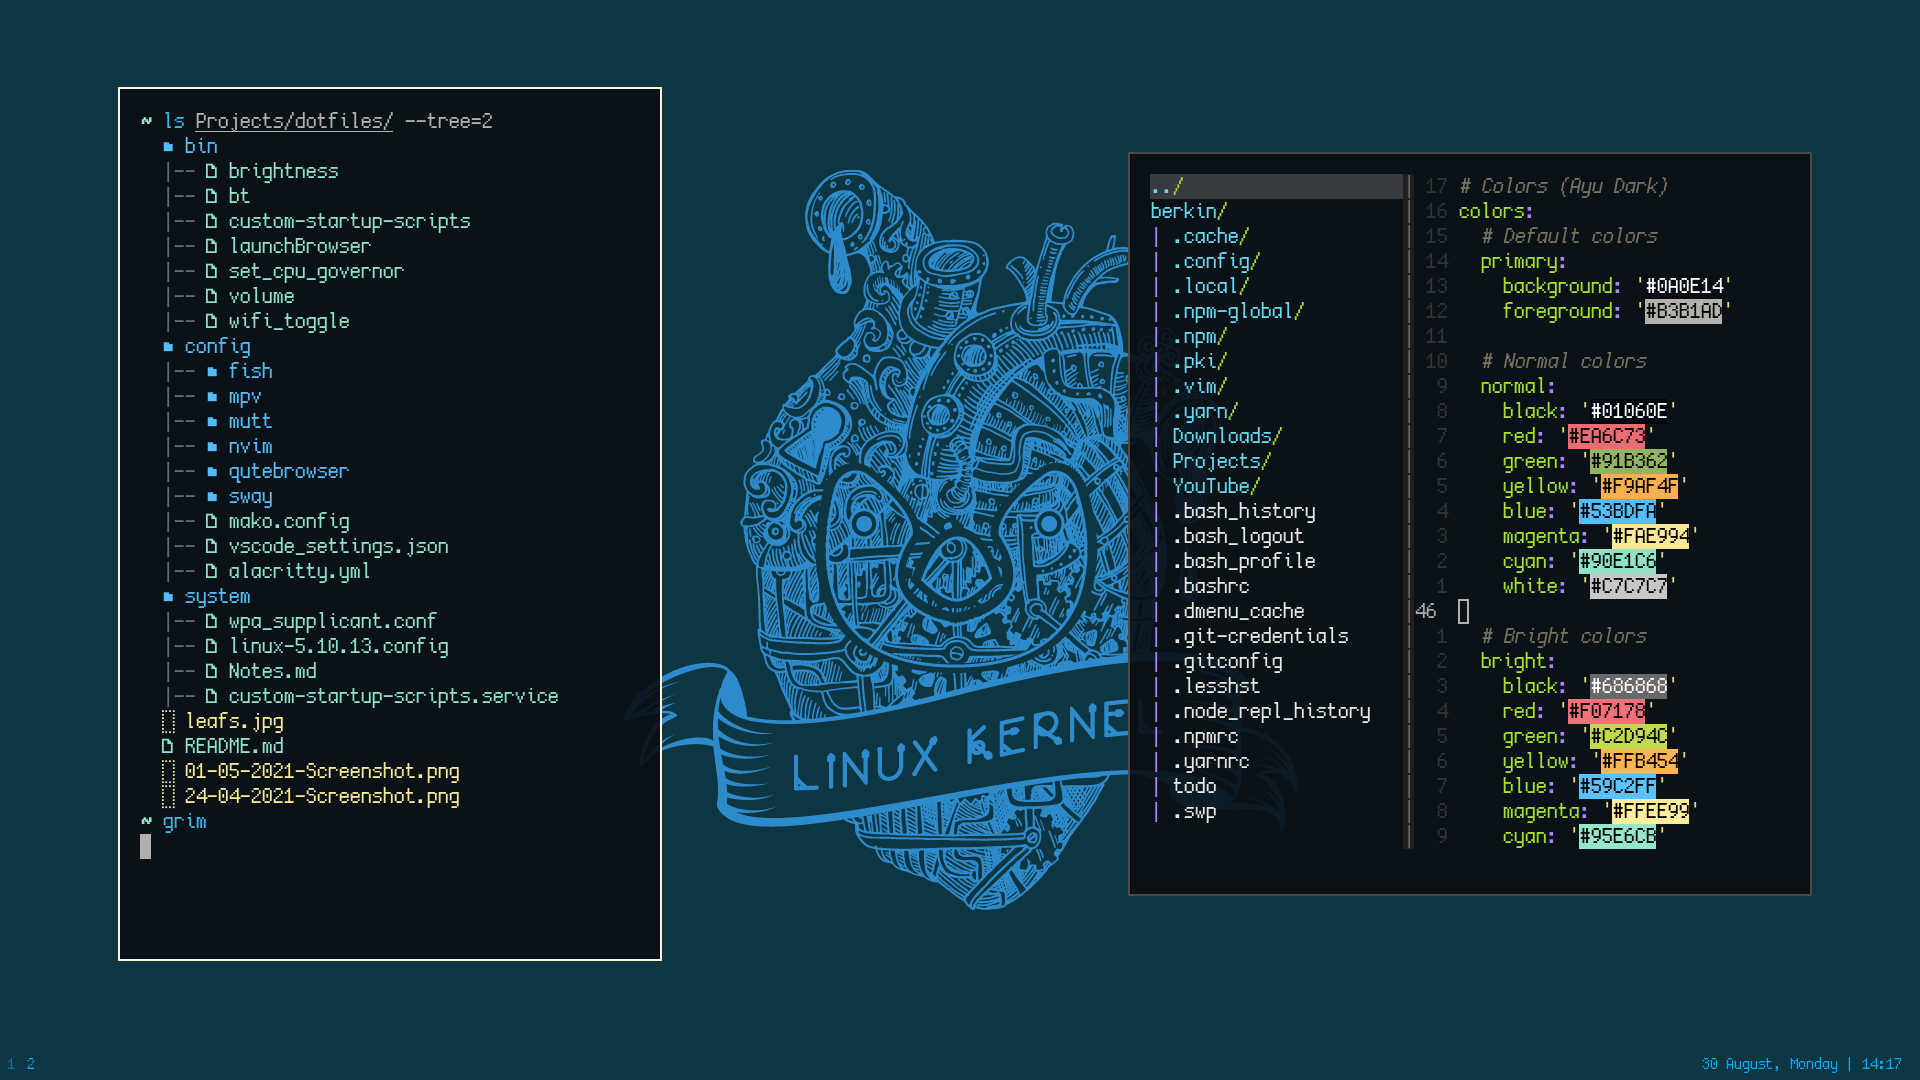 ~ ls Projects/dotfiles/ --tree=2
bin
|-- brightness
|-- bt
|-- custom-startup-scripts
|-- launchBrowser
|-- set_cpu_governor
|-- volume
|-- wifi_toggle
config
|-- fish
|-- mpv
|-- mutt
|-- nvim
|-- qutebrowser
|-- sway
|-- mako.config
|-- vscode_settings.json
|-- alacritty.yml
system
|-- wpa_supplicant.conf
|-- linux-5.10.13.config
|-- Notes.md
|-- custom-startup-scripts.service
leafs.jpg
README.md
01-05-2021-Screenshot.png
24-04-2021-Screenshot.png
~ grim
LINUX KERNEL
../
berkin/
| .cache/
| .config/
| .local/
| .npm-global/
| .npm/
| .pki/
| .vim/
| .yarn/
| Downloads/
| Projects/
| YouTube/
| .bash_history
| .bash_logout
| .bash_profile
| .bashrc
| .dmenu_cache
| .git-credentials
| .gitconfig
| .lesshst
| .node_repl_history
| .npmrc
| .yarnrc
| todo
| .swp
17 # Colors (Ayu Dark)
16 colors:
15 # Default colors
14 primary:
13 background: '#0A0E14'
12 foreground: '#B3B1AD'
11
10 # Normal colors
9 normal:
8 black: '#01060E'
7 red: '#EA6C73'
6 green: '#91B362'
5 yellow: '#F9AF4F'
4 blue: '#53BDFA'
3 magenta: '#FAE994'
2 cyan: '#90E1C6'
1 white: '#C7C7C7'
46
1 # Bright colors
2 bright:
3 black: '#686868'
4 red: '#F07178'
5 green: '#C2D94C'
6 yellow: '#FFB454'
7 blue: '#59C2FF'
8 magenta: '#FFEE99'
9 cyan: '#95E6CB'
1 2
30 August, Monday | 14:17